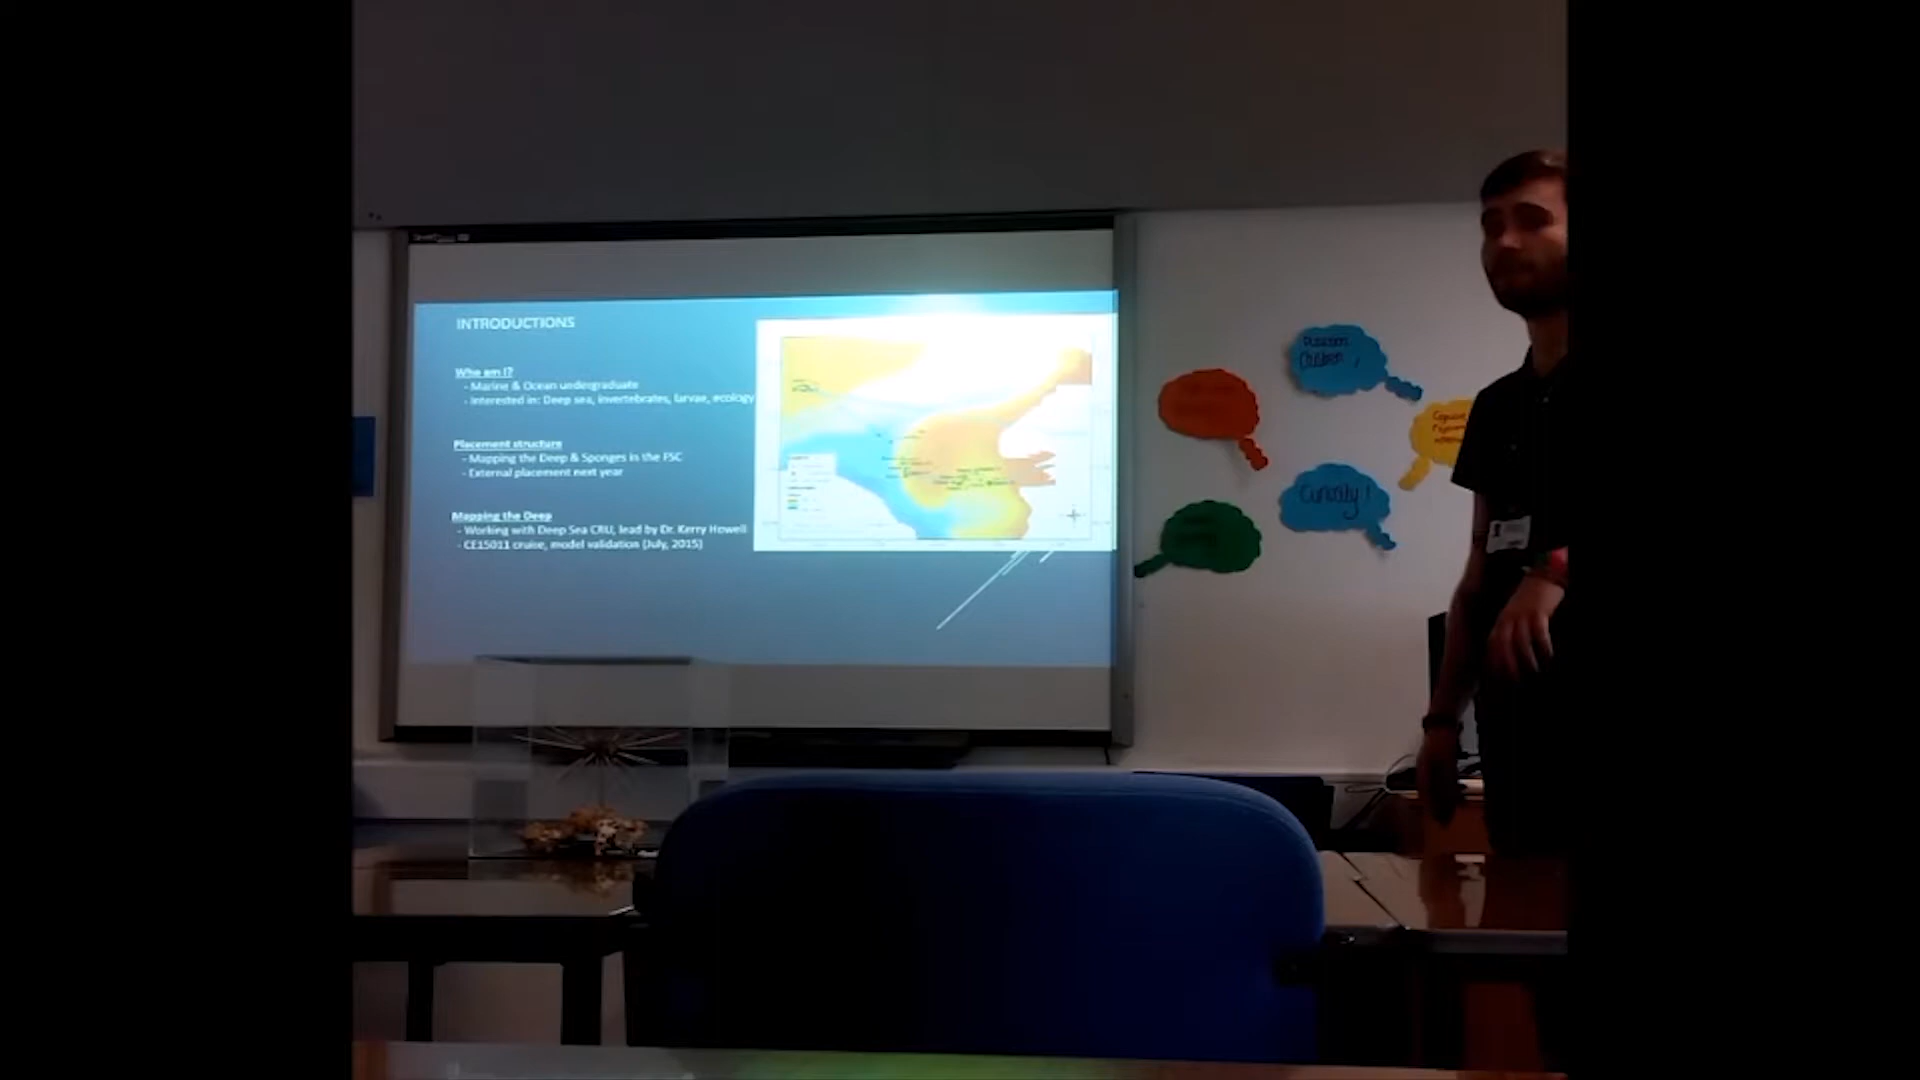 INTRODUCTIONS
Who am I?
- Marine & Ocean undergraduate
- Interested in: Deep sea, invertebrates, larvae, ecology
Placement structure
- Mapping the Deep & Sponges in the FSC
- External placement next year
Mapping the Deep
- Working with Deep Sea CRU, lead by Dr. Kerry Howell
- CE15011 cruise, model validation (July, 2015)
Curiosity!